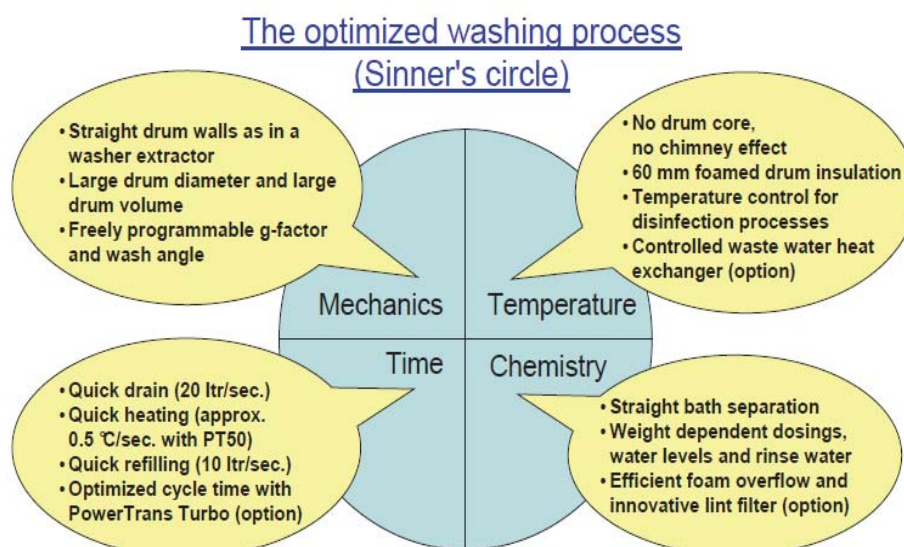 The optimized washing process
(Sinner's circle)
• Straight drum walls as in a
washer extractor
• Large drum diameter and large
drum volume
• Freely programmable g-factor
and wash angle
• No drum core,
no chimney effect
• 60 mm foamed drum insulation
• Temperature control for
disinfection processes
• Controlled waste water heat
exchanger (option)
Mechanics
Temperature
Time
Chemistry
• Quick drain (20 ltr/sec.)
• Quick heating (approx.
0.5 °C/sec. with PT50)
• Quick refilling (10 ltr/sec.)
• Optimized cycle time with
PowerTrans Turbo (option)
• Straight bath separation
• Weight dependent dosings,
water levels and rinse water
• Efficient foam overflow and
innovative lint filter (option)